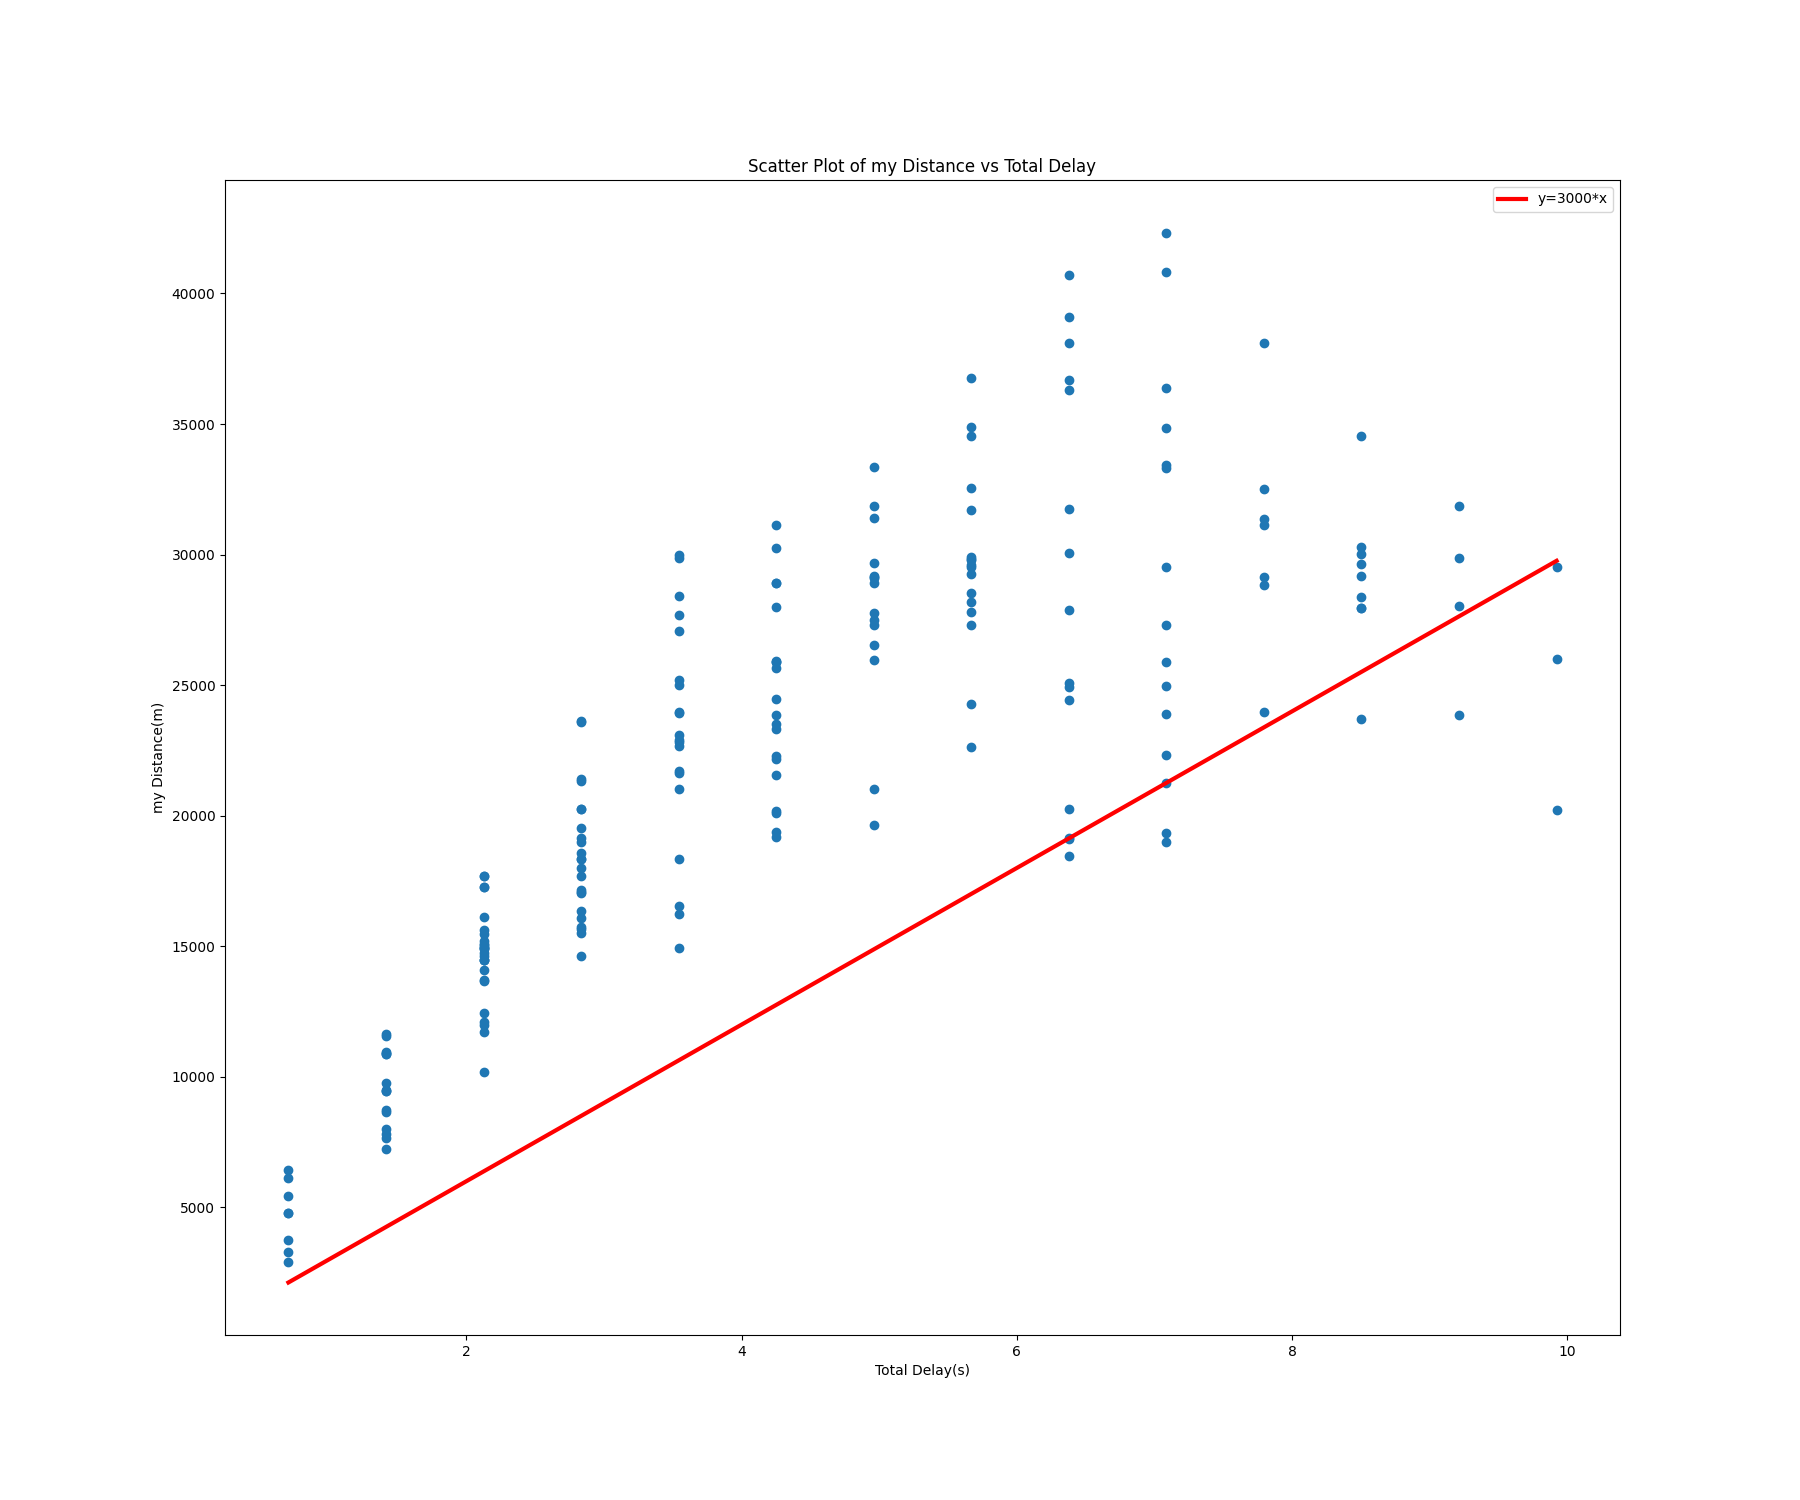 Scatter Plot of my Distance vs Total Delay
y=3000*x
40000
35000
30000
25000
20000
15000
10000
5000
my Distance(m)
2 4 6 8 10
Total Delay(s)